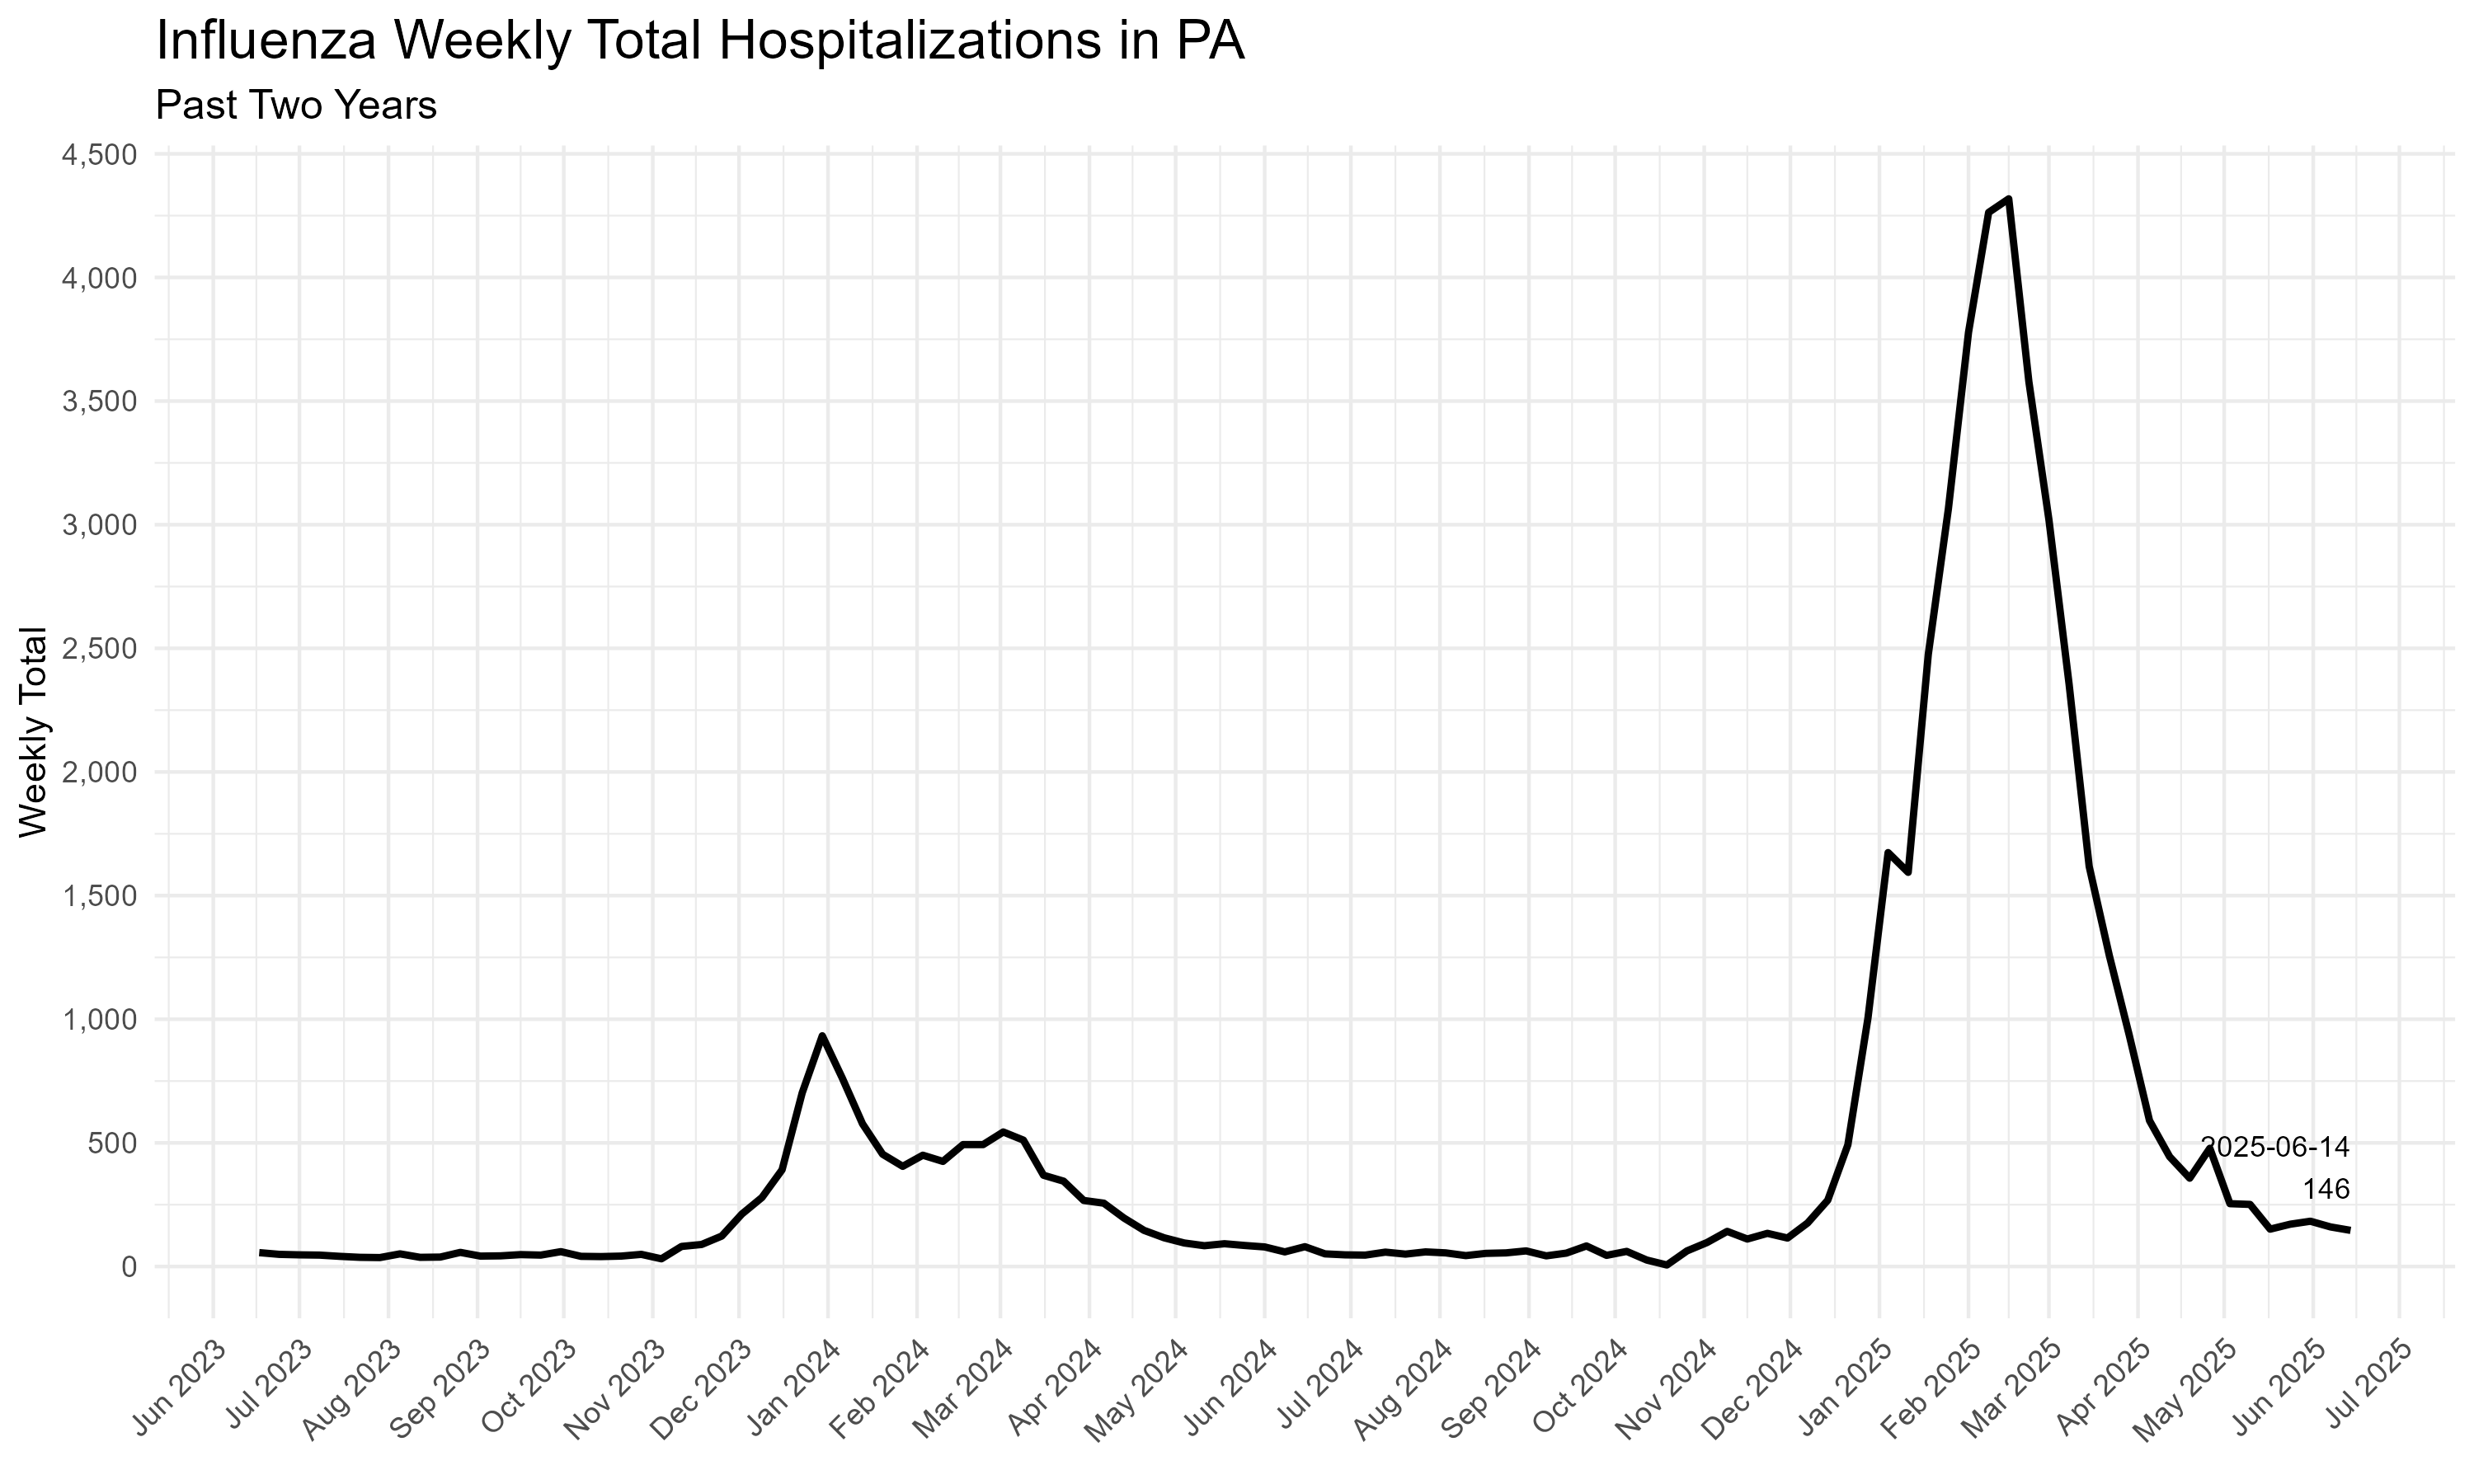 Influenza Weekly Total Hospitalizations in PA
Past Two Years
Weekly Total
4,500
4,000
3,500
3,000
2,500
2,000
1,500
1,000
500
0
2025-06-14
146
Jun 2023
Jul 2023
Aug 2023
Sep 2023
Oct 2023
Nov 2023
Dec 2023
Jan 2024
Feb 2024
Mar 2024
Apr 2024
May 2024
Jun 2024
Jul 2024
Aug 2024
Sep 2024
Oct 2024
Nov 2024
Dec 2024
Jan 2025
Feb 2025
Mar 2025
Apr 2025
May 2025
Jun 2025
Jul 2025